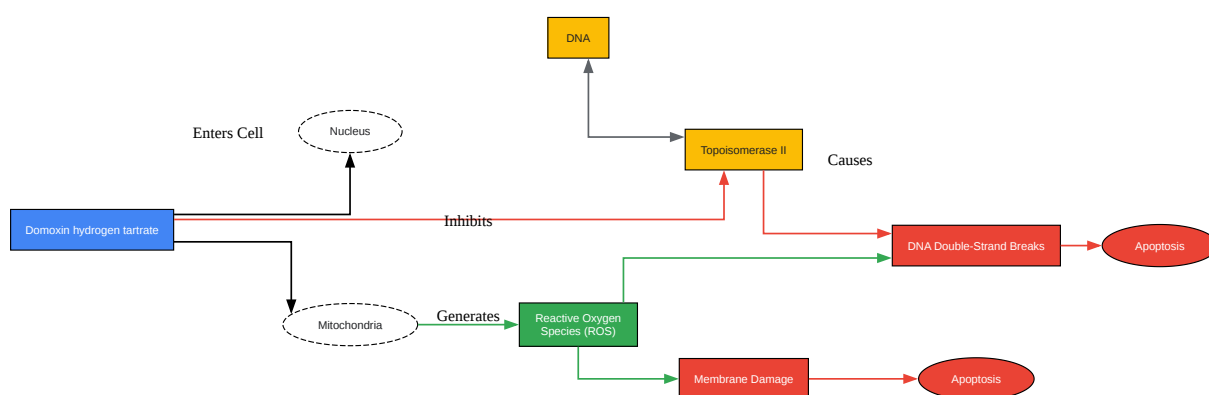 DNA
Enters Cell
Nucleus
Topoisomerase II
Causes
Domoxin hydrogen tartrate
Inhibits
DNA Double-Strand Breaks
Apoptosis
Mitochondria
Generates
Reactive Oxygen
Species (ROS)
Membrane Damage
Apoptosis